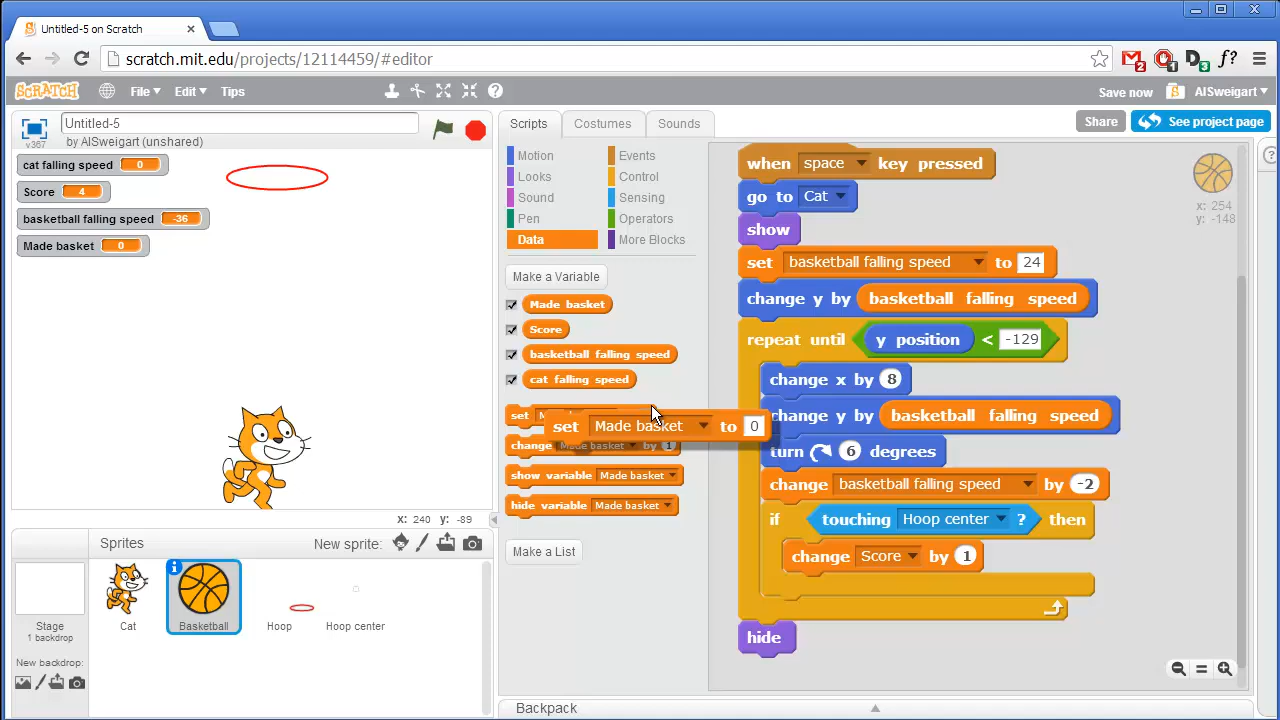 Untitled-5 on Scratch
scratch.mit.edu/projects/12114459/#editor
2
1
3
f?
SCRATCH
File Edit Tips
Save now
S
AlSweigart
v367
Untitled-5
by AlSweigart (unshared)
Scripts
Costumes
Sounds
Share
See project page
cat falling speed 0
Score 4
basketball falling speed -36
Made basket 0
Motion
Looks
Sound
Pen
Data
Events
Control
Sensing
Operators
More Blocks
Make a Variable
Made basket
Score
basketball falling speed
cat falling speed
set
set Made basket to 0
change Made basket by 1
show variable Made basket
hide variable Made basket
Make a List
when space key pressed
go to Cat
show
set basketball falling speed to 24
change y by basketball falling speed
repeat until y position < -129
change x by 8
change y by basketball falling speed
turn 6 degrees
change basketball falling speed by -2
if touching Hoop center ? then
change Score by 1
hide
x: 254
y: -148
?
x: 240 y: -89
Sprites
New sprite:
Stage
1 backdrop
New backdrop:
Cat
Basketball
Hoop
Hoop center
Backpack